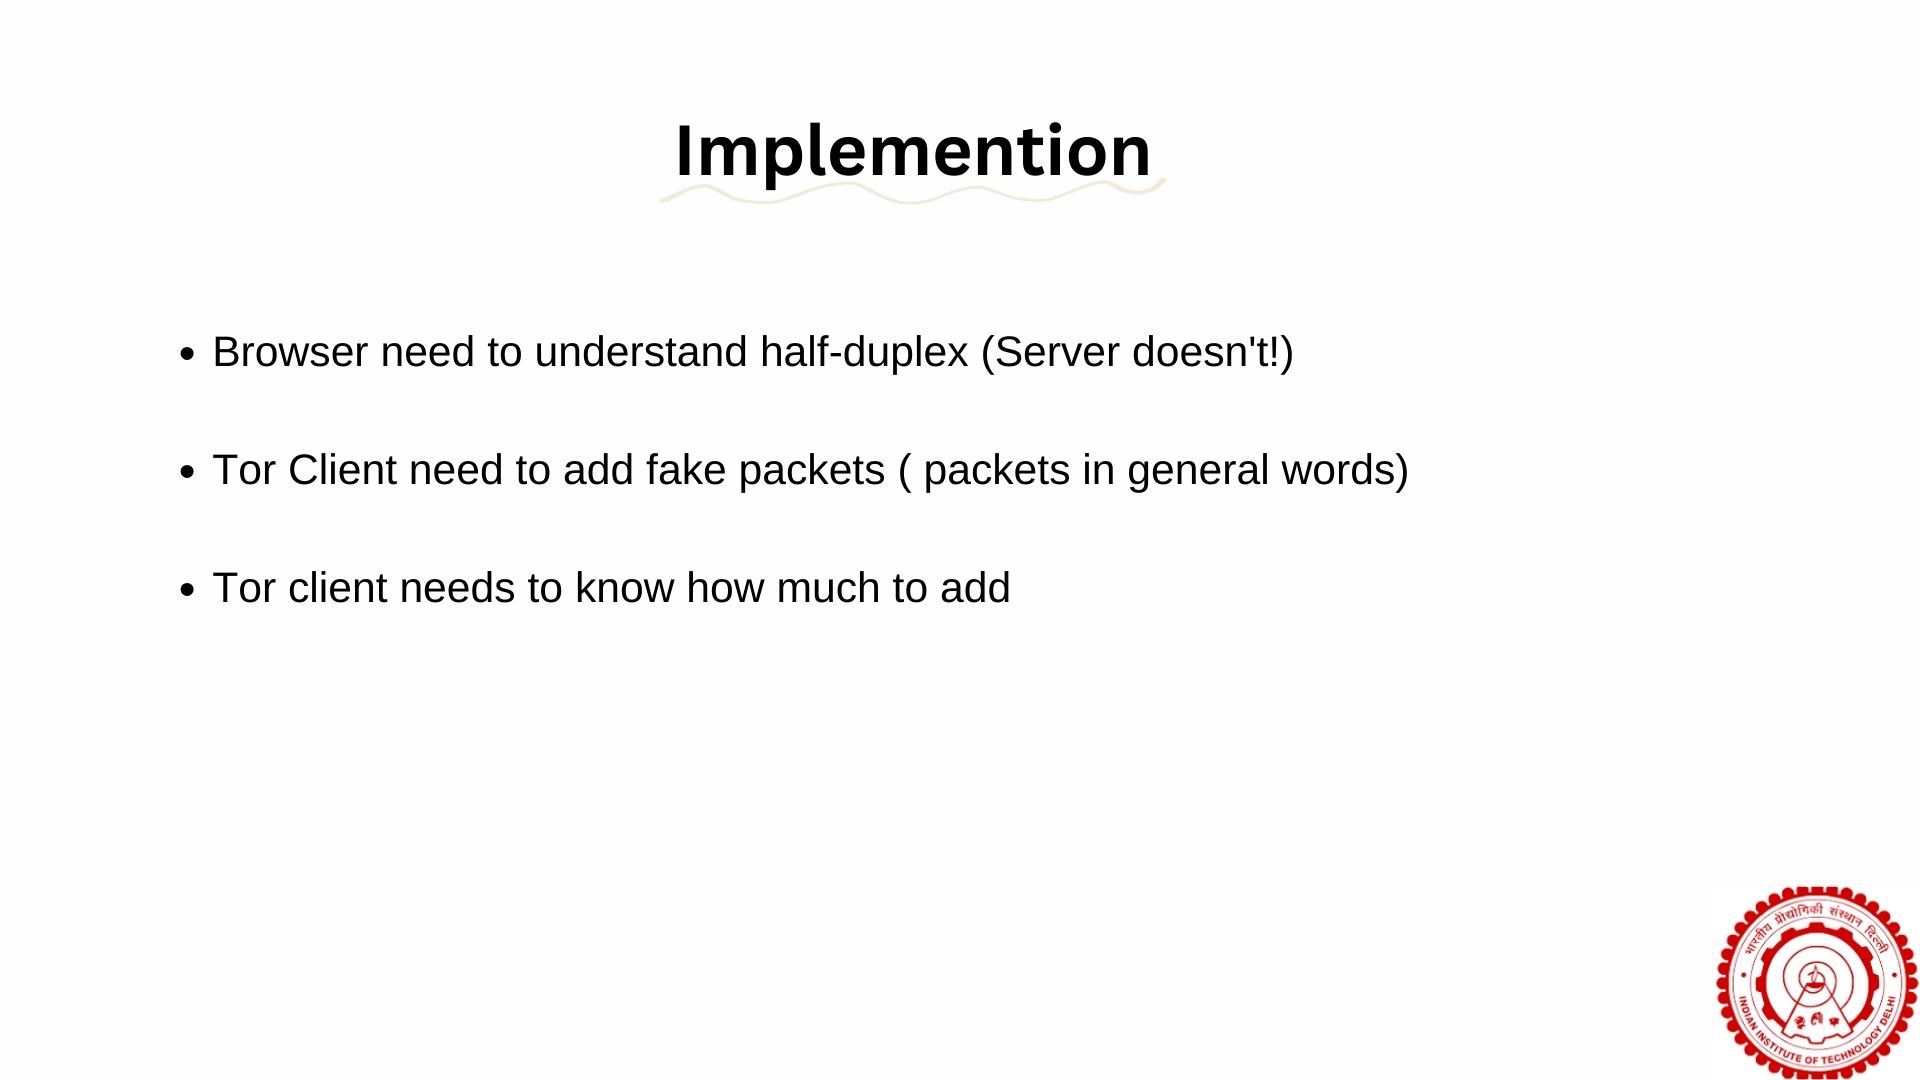 Implemention
• Browser need to understand half-duplex (Server doesn't!)
• Tor Client need to add fake packets ( packets in general words)
• Tor client needs to know how much to add
भारतीय प्रौद्योगिकी संस्थान दिल्ली
INDIAN INSTITUTE OF TECHNOLOGY DELHI